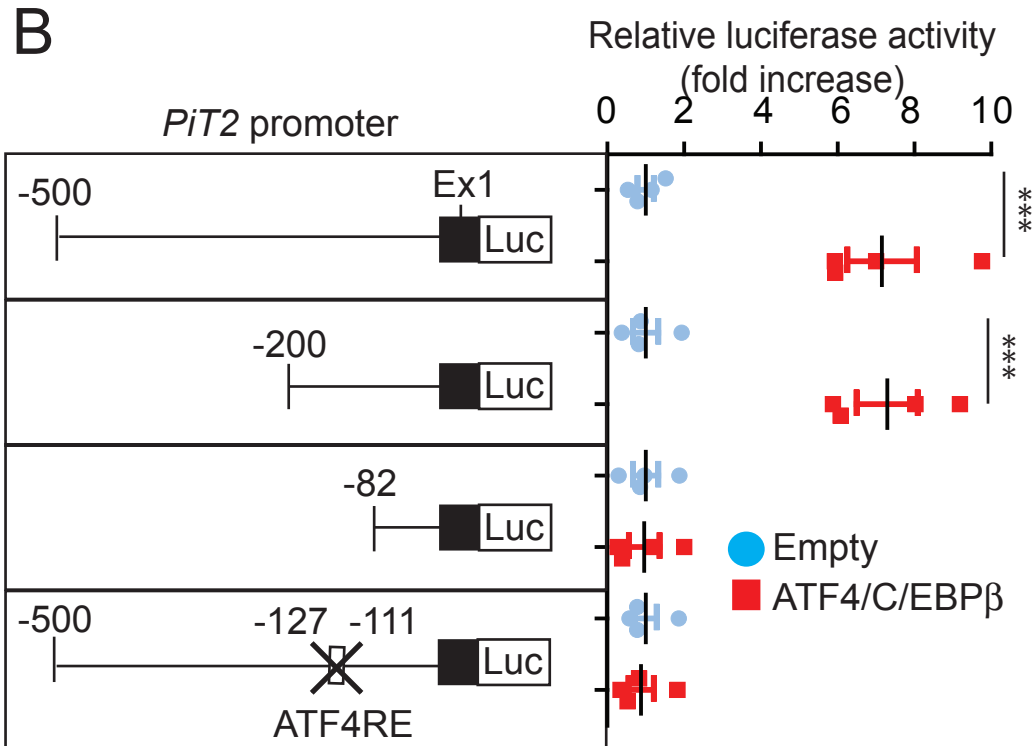 B
Relative luciferase activity
(fold increase)
PiT2 promoter
0 2 4 6 8 10
-500
Ex1
Luc
***
-200
Luc
***
-82
Luc
Empty
ATF4/C/EBPβ
-500
-127 -111
Luc
ATF4RE